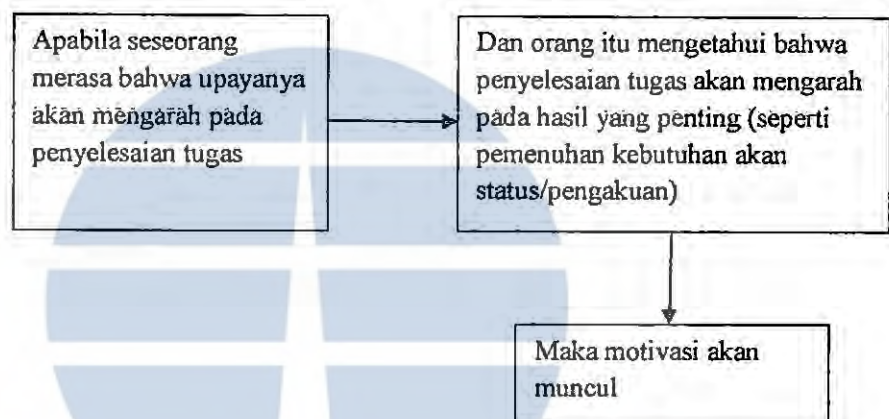 Apabila seseorang
merasa bahwa upayanya
akan mengarah pada
penyelesaian tugas
Dan orang itu mengetahui bahwa
penyelesaian tugas akan mengarah
pada hasil yang penting (seperti
pemenuhan kebutuhan akan
status/pengakuan)
Maka motivasi akan
muncul